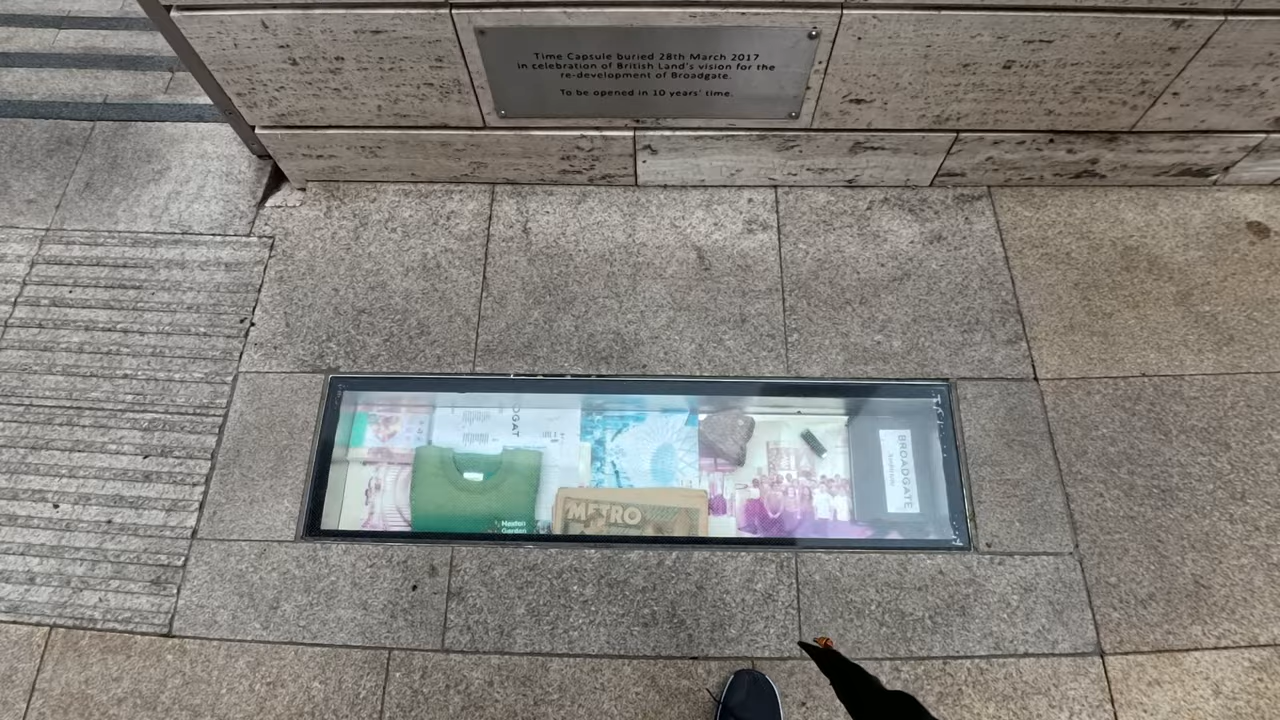 Time Capsule buried 28th March 2017
in celebration of British Land's vision for the
re-development of Broadgate.
To be opened in 10 years' time.
METRO
BROADGATE